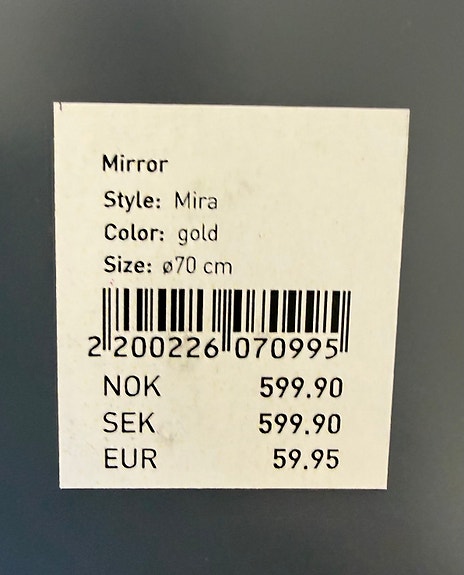 Mirror
Style: Mira
Color: gold
Size: ø70 cm
2 200226 070995
NOK 599.90
SEK 599.90
EUR 59.95